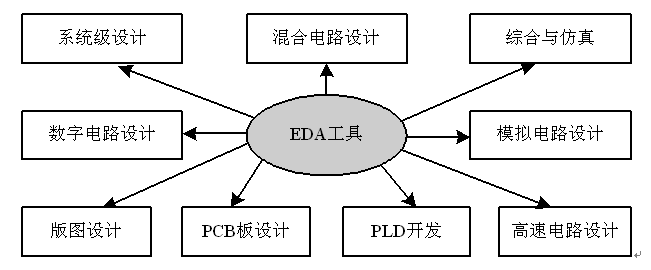 系统级设计
混合电路设计
综合与仿真
数字电路设计
EDA工具
模拟电路设计
版图设计
PCB板设计
PLD开发
高速电路设计